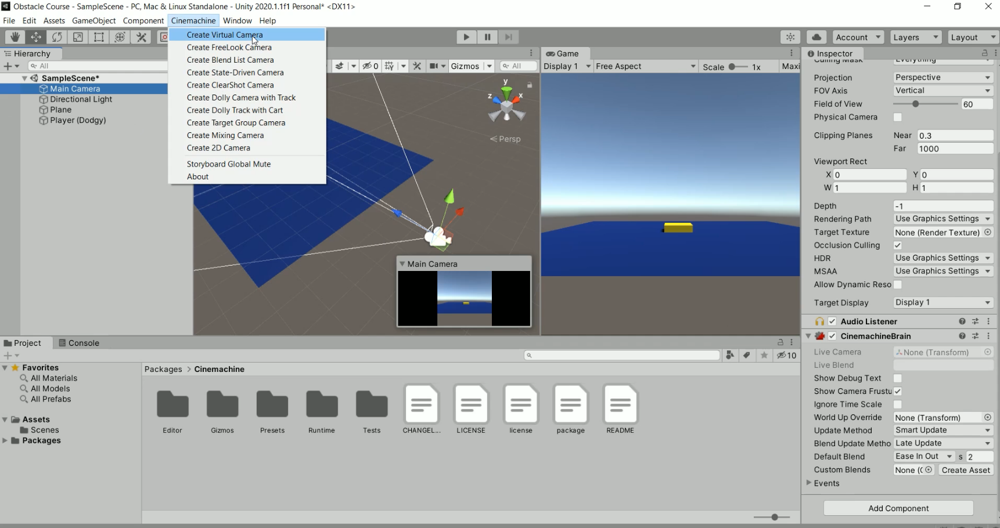 Obstacle Course - SampleScene - PC, Mac & Linux Standalone - Unity 2020.1.1f1 Personal* <DX11>
File Edit Assets GameObject Component Cinemachine Window Help
Create Virtual Camera
Create FreeLook Camera
Create Blend List Camera
Create State-Driven Camera
Create ClearShot Camera
Create Dolly Camera with Track
Create Dolly Track with Cart
Create Target Group Camera
Create Mixing Camera
Create 2D Camera
Storyboard Global Mute
About
Account Layers Layout
Hierarchy
All
SampleScene*
Main Camera
Directional Light
Plane
Player (Dodgy)
0 Gizmos All
y
z x
Persp
Main Camera
Game
Display 1 Free Aspect Scale 1x Maxi
Inspector
Culling Mask Everything
Projection Perspective
FOV Axis Vertical
Field of View 60
Physical Camera
Clipping Planes Near 0.3
Far 1000
Viewport Rect
X 0 Y 0
W 1 H 1
Depth -1
Rendering Path Use Graphics Settings
Target Texture None (Render Texture)
Occlusion Culling
HDR Use Graphics Settings
MSAA Use Graphics Settings
Allow Dynamic Reso
Target Display Display 1
Audio Listener
CinemachineBrain
Live Camera None (Transform)
Live Blend
Show Debug Text
Show Camera Frustu
Ignore Time Scale
World Up Override None (Transform)
Update Method Smart Update
Blend Update Metho Late Update
Default Blend Ease In Out s 2
Custom Blends None (( Create Asset
Events
Add Component
Project Console
10
Favorites
All Materials
All Models
All Prefabs
Assets
Scenes
Packages
Packages > Cinemachine
Editor Gizmos Presets Runtime Tests CHANGEL... LICENSE license package README